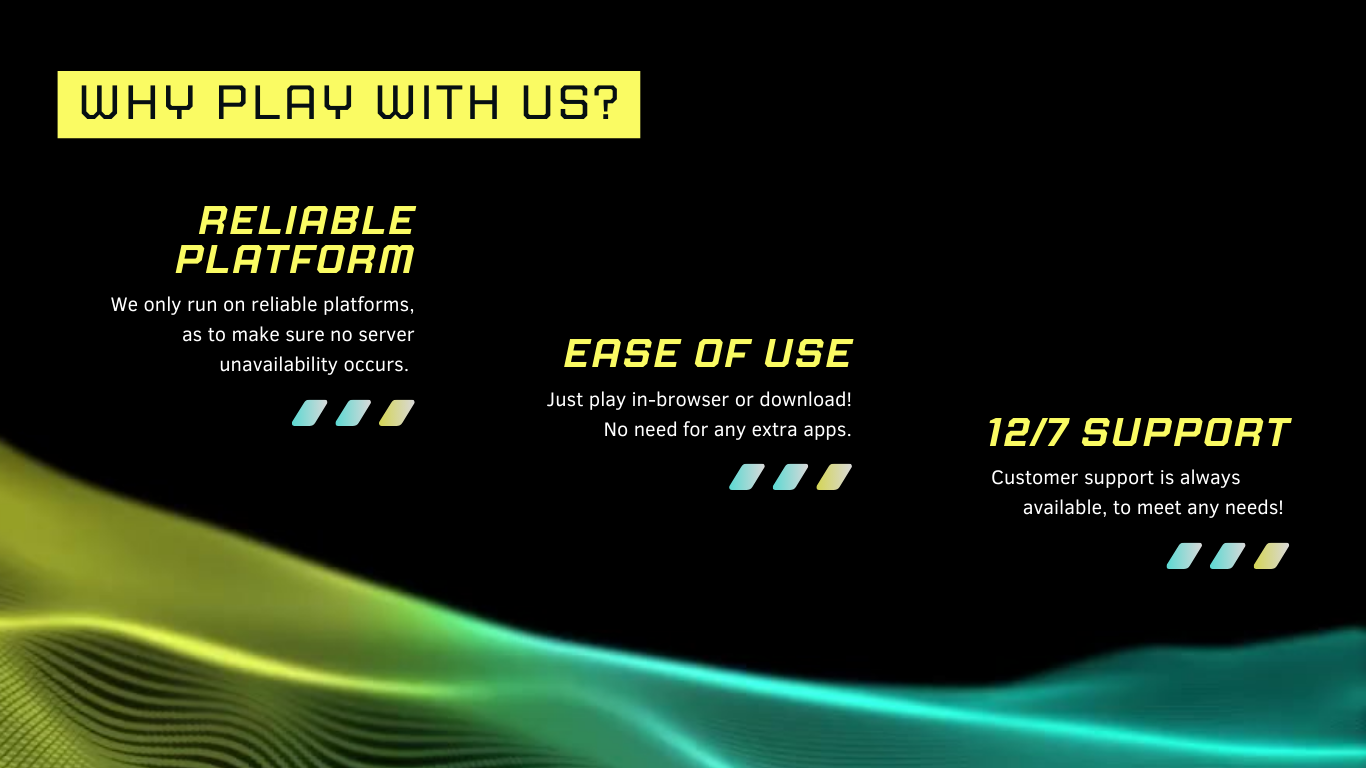 WHY PLAY WITH US?
RELIABLE
PLATFORM
We only run on reliable platforms,
as to make sure no server
unavailability occurs.
EASE OF USE
Just play in-browser or download!
No need for any extra apps.
12/7 SUPPORT
Customer support is always
available, to meet any needs!